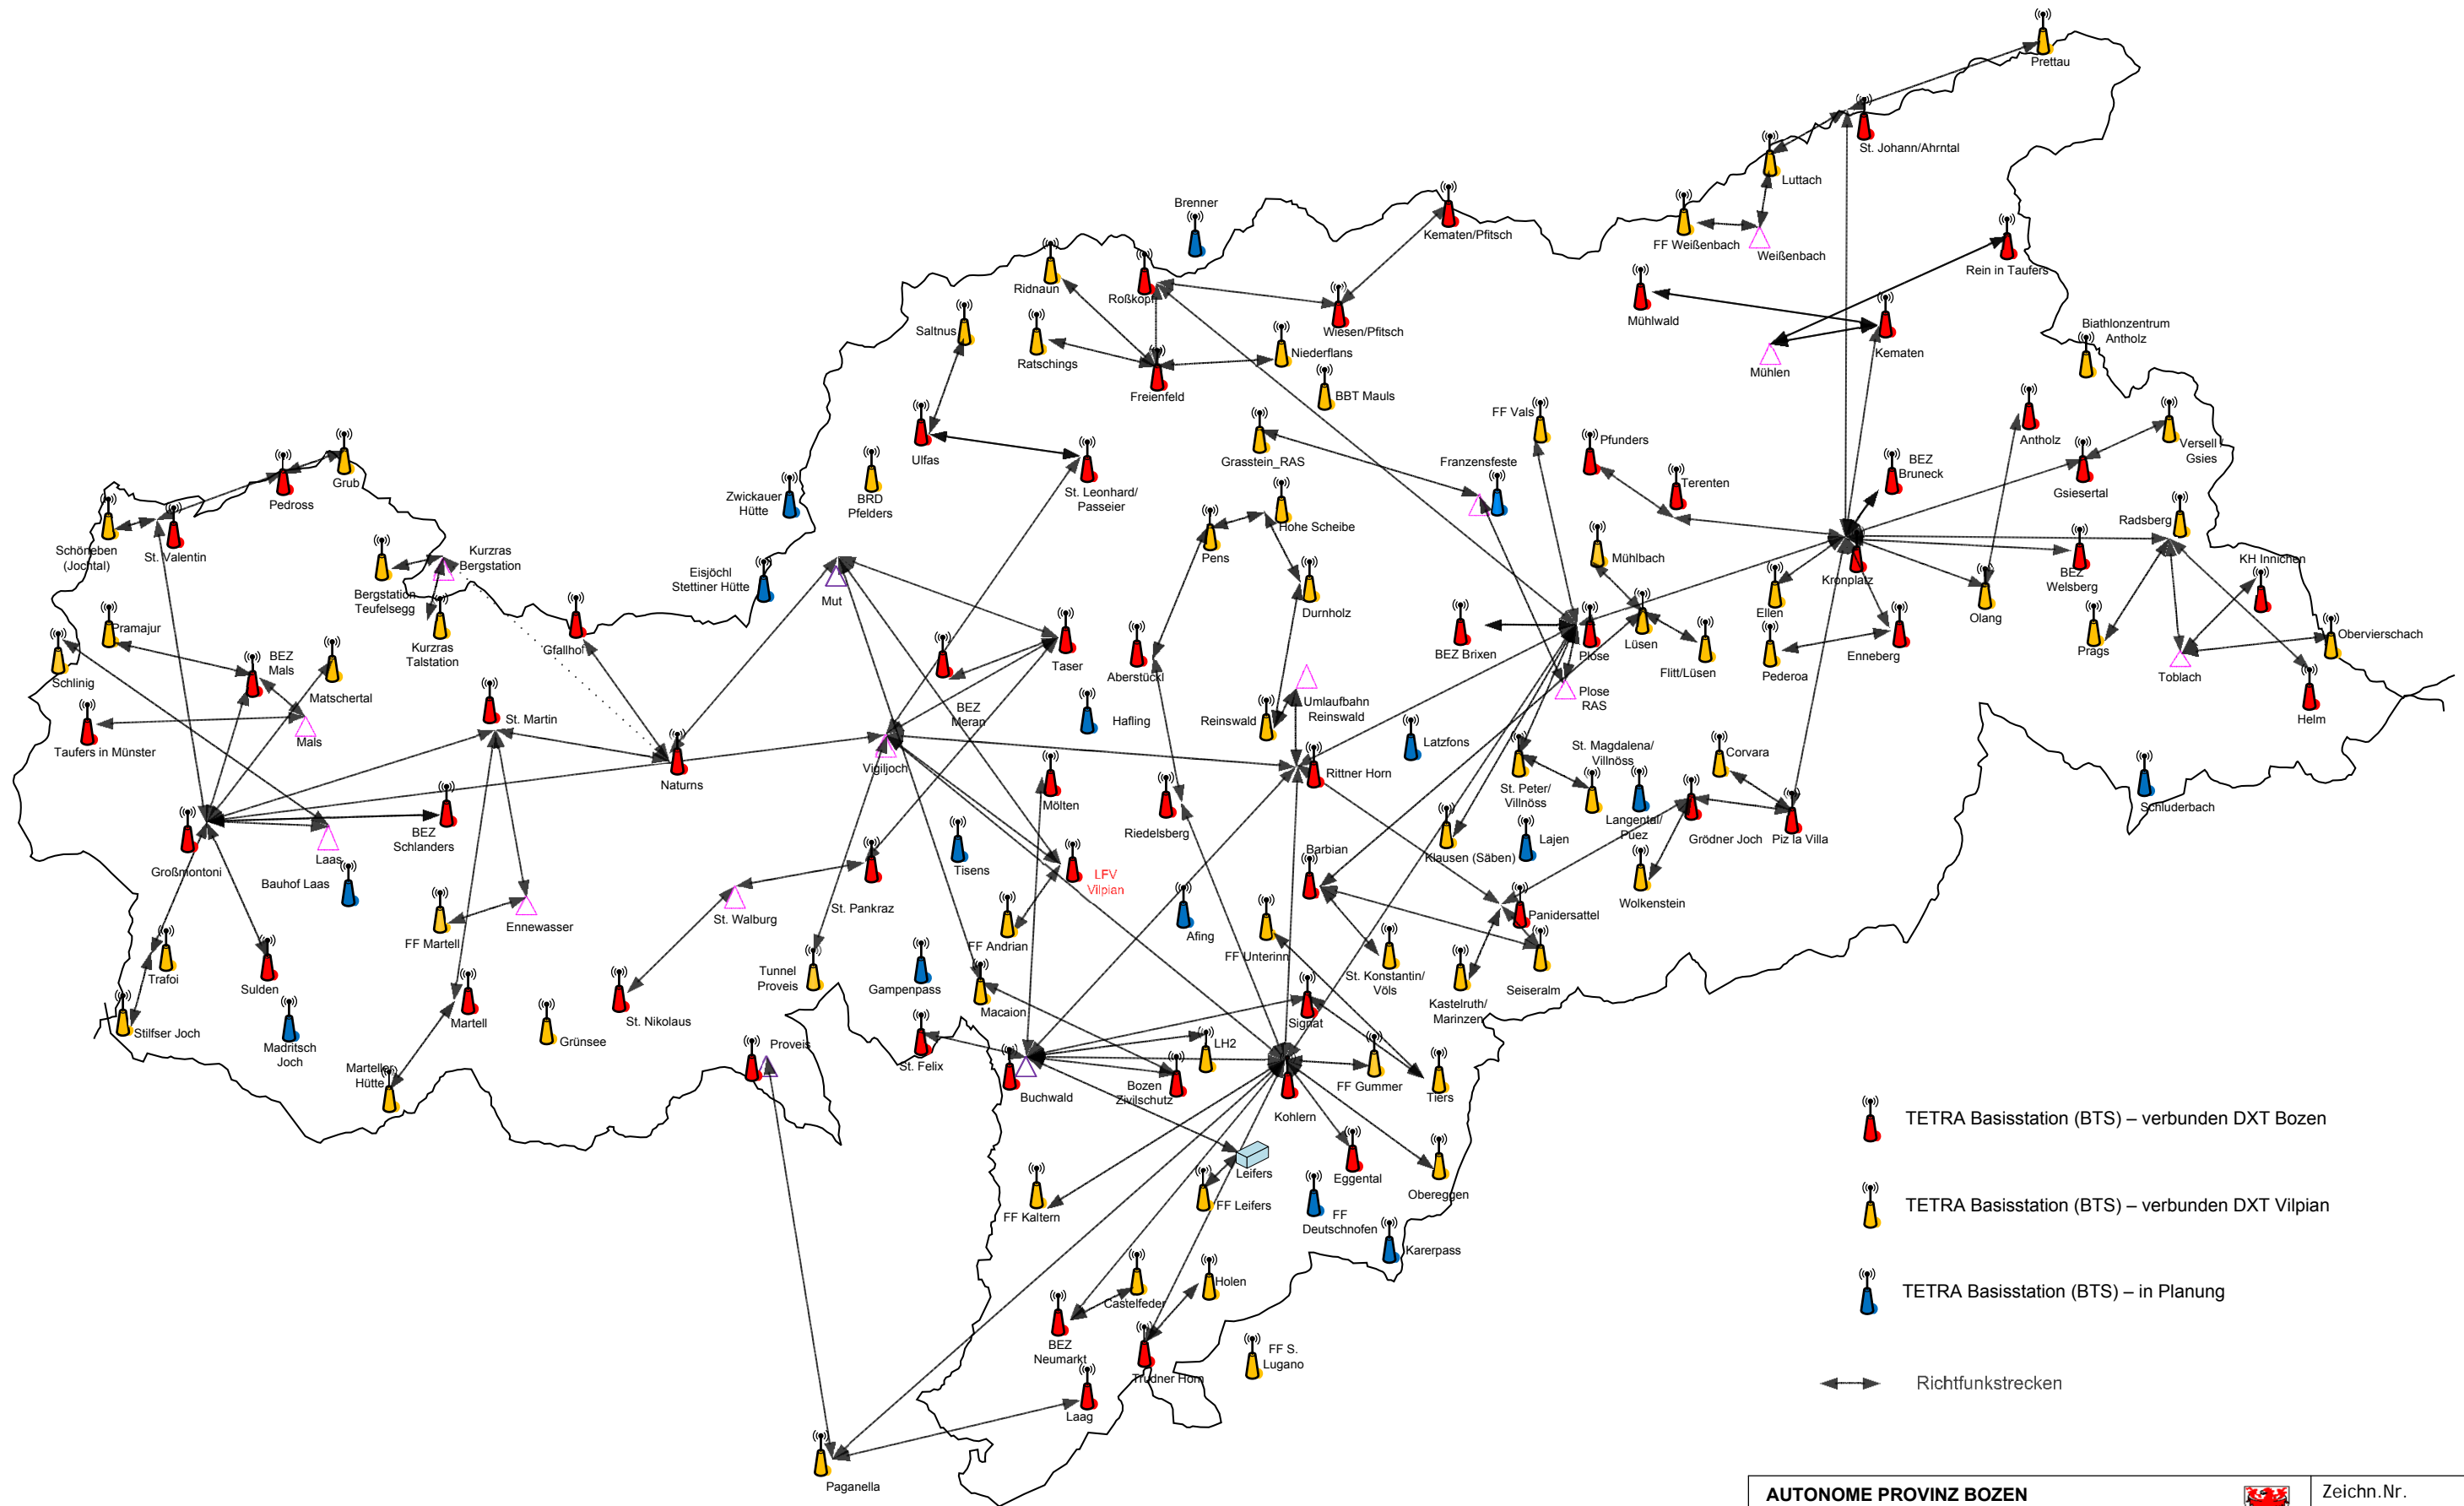 Prettau
St. Johann/Ahrntal
Luttach
Brenner
Kematen/Pfitsch
FF Weißenbach
Weißenbach
Rein in Taufers
Ridnaun
Roßkopf
Mühlwald
Saltnus
Wiesen/Pfitsch
Kematen
Biathlonzentrum
Antholz
Ratschings
Niederflans
Mühlen
Freienfeld
BBT Mauls
FF Vals
Pfunders
Antholz
Versell /
Gsies
Ulfas
Grasstein_RAS
Franzensfeste
BEZ
Bruneck
Grub
Pedross
Zwickauer
Hütte
BRD
Pfelders
St. Leonhard/
Passeier
Terenten
Gsiesertal
Schöneben
(Jochtal)
St. Valentin
Hohe Scheibe
Pens
Radsberg
Kurzras
Bergstation
Mühlbach
KH Innichen
Bergstation
Teufelsegg
Eisjöchl
Stettiner Hütte
Mut
Durnholz
Kronplatz
BEZ
Welsberg
Ellen
Olang
Pramajur
Kurzras
Talstation
Gfallhof
Taser
Aberstückl
BEZ Brixen
Plose
Lüsen
Flitt/Lüsen
Enneberg
Pederoa
Prags
Obervierschach
BEZ
Mals
Schlinig
Matschertal
Toblach
Plose
RAS
Umlaufbahn
Reinswald
Reinswald
St. Martin
BEZ
Meran
Hafling
Helm
Taufers in Münster
Mals
Latzfons
St. Magdalena/
Villnöss
Corvara
Vigiljoch
Naturns
Rittner Horn
St. Peter/
Villnöss
Mölten
Schluderbach
Riedelsberg
Langental/
Puez
Grödner Joch
Piz la Villa
BEZ
Schlanders
Lajen
Großmontoni
Laas
Barbian
Klausen (Säben)
Tisens
LFV
Vilpian
Bauhof Laas
St. Pankraz
Wolkenstein
St. Walburg
Panidersattel
Ennewasser
FF Martell
FF Andrian
Afing
FF Unterinn
St. Konstantin/
Völs
Seiseralm
Trafoi
Sulden
Tunnel
Proveis
Gampenpass
Kastelruth/
Marinzen
Macaion
Martell
St. Nikolaus
Signat
Stilfser Joch
Madritsch
Joch
Grünsee
Proveis
St. Felix
LH2
Marteller
Hütte
Buchwald
Bozen
Zivilschutz
Kohlern
FF Gummer
Tiers
TETRA Basisstation (BTS) – verbunden DXT Bozen
Leifers
Eggental
Obereggen
FF Kaltern
FF Leifers
FF
Deutschnofen
TETRA Basisstation (BTS) – verbunden DXT Vilpian
Karerpass
Castelfeder
Holen
TETRA Basisstation (BTS) – in Planung
BEZ
Neumarkt
Trudner Horn
FF S.
Lugano
Richtfunkstrecken
Laag
Paganella
AUTONOME PROVINZ BOZEN
Zeichn.Nr.